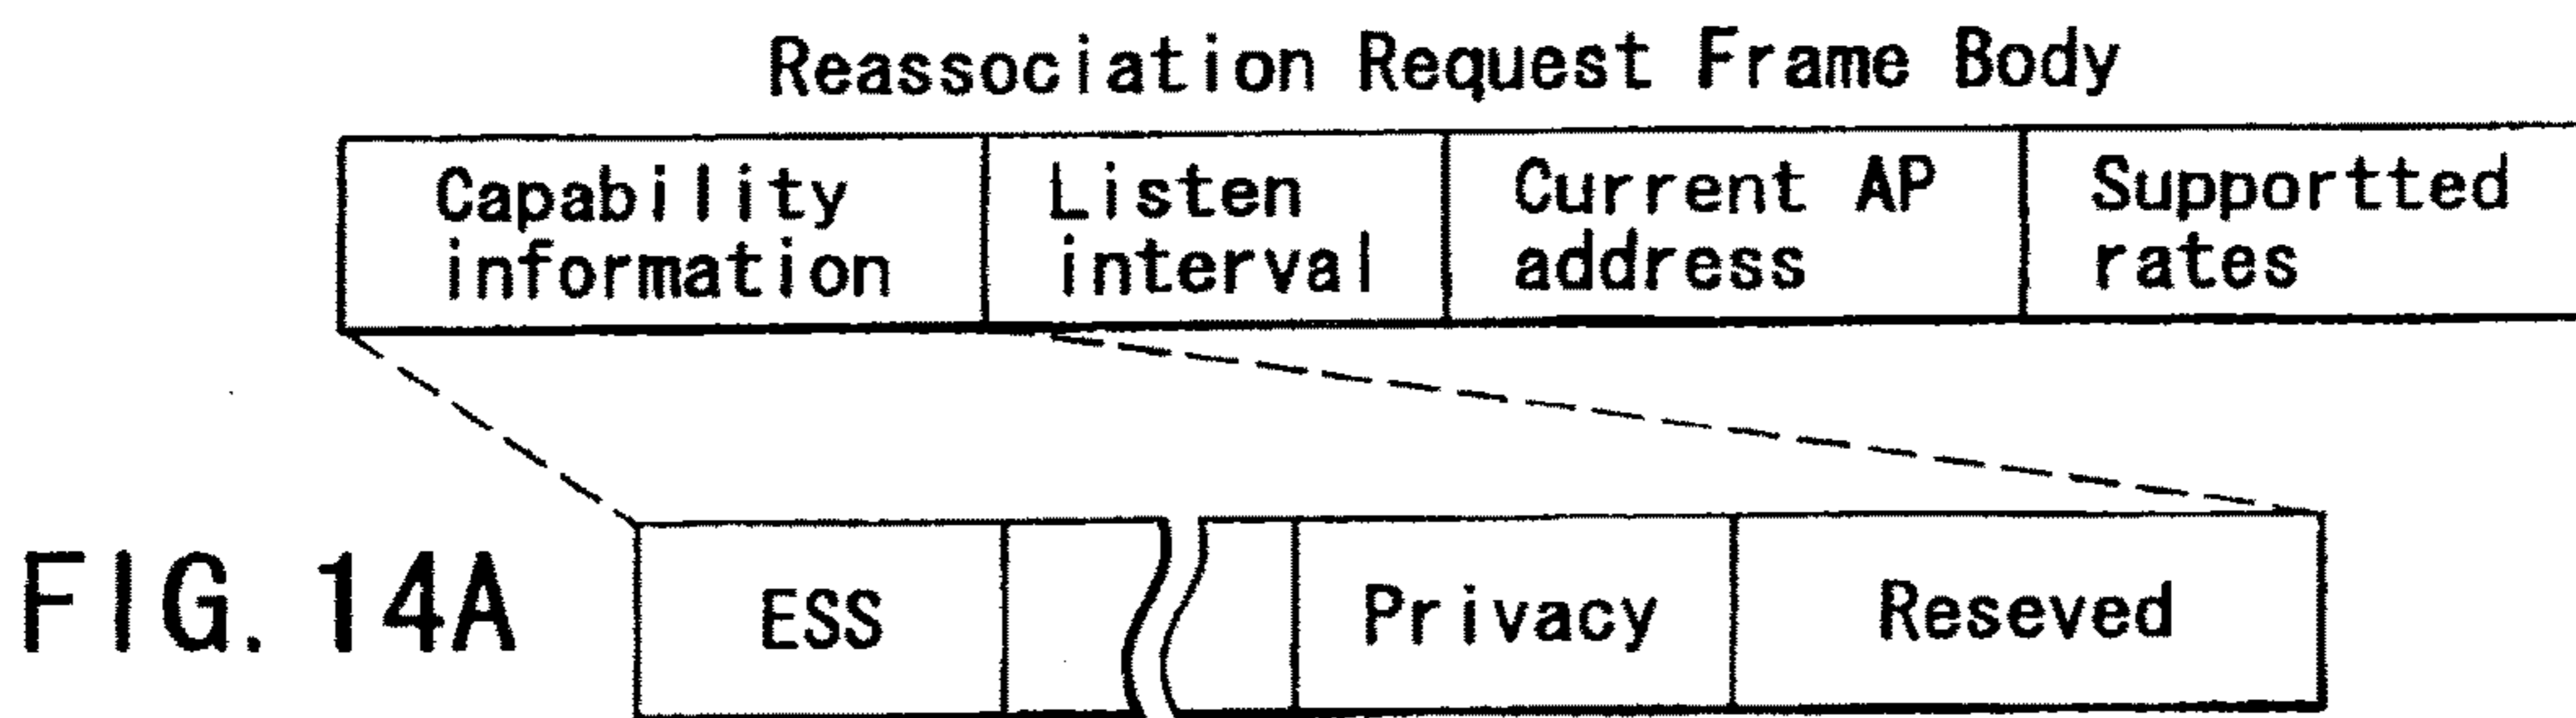 Reassociation Request Frame Body
Capability information
Listen interval
Current AP address
Supportted rates
FIG. 14A
ESS
Privacy
Reseved